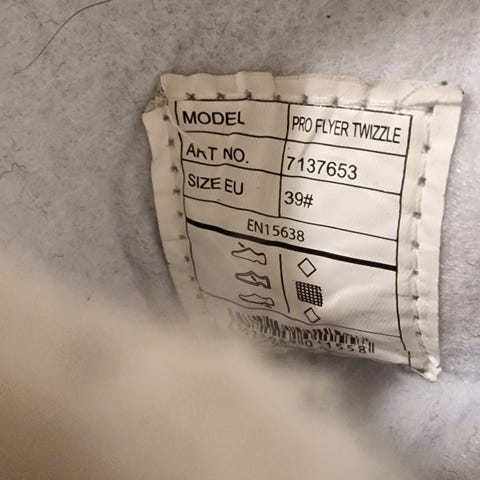 MODEL PRO FLYER TWIZZLE
ART NO. 7137653
SIZE EU 39#
EN15638